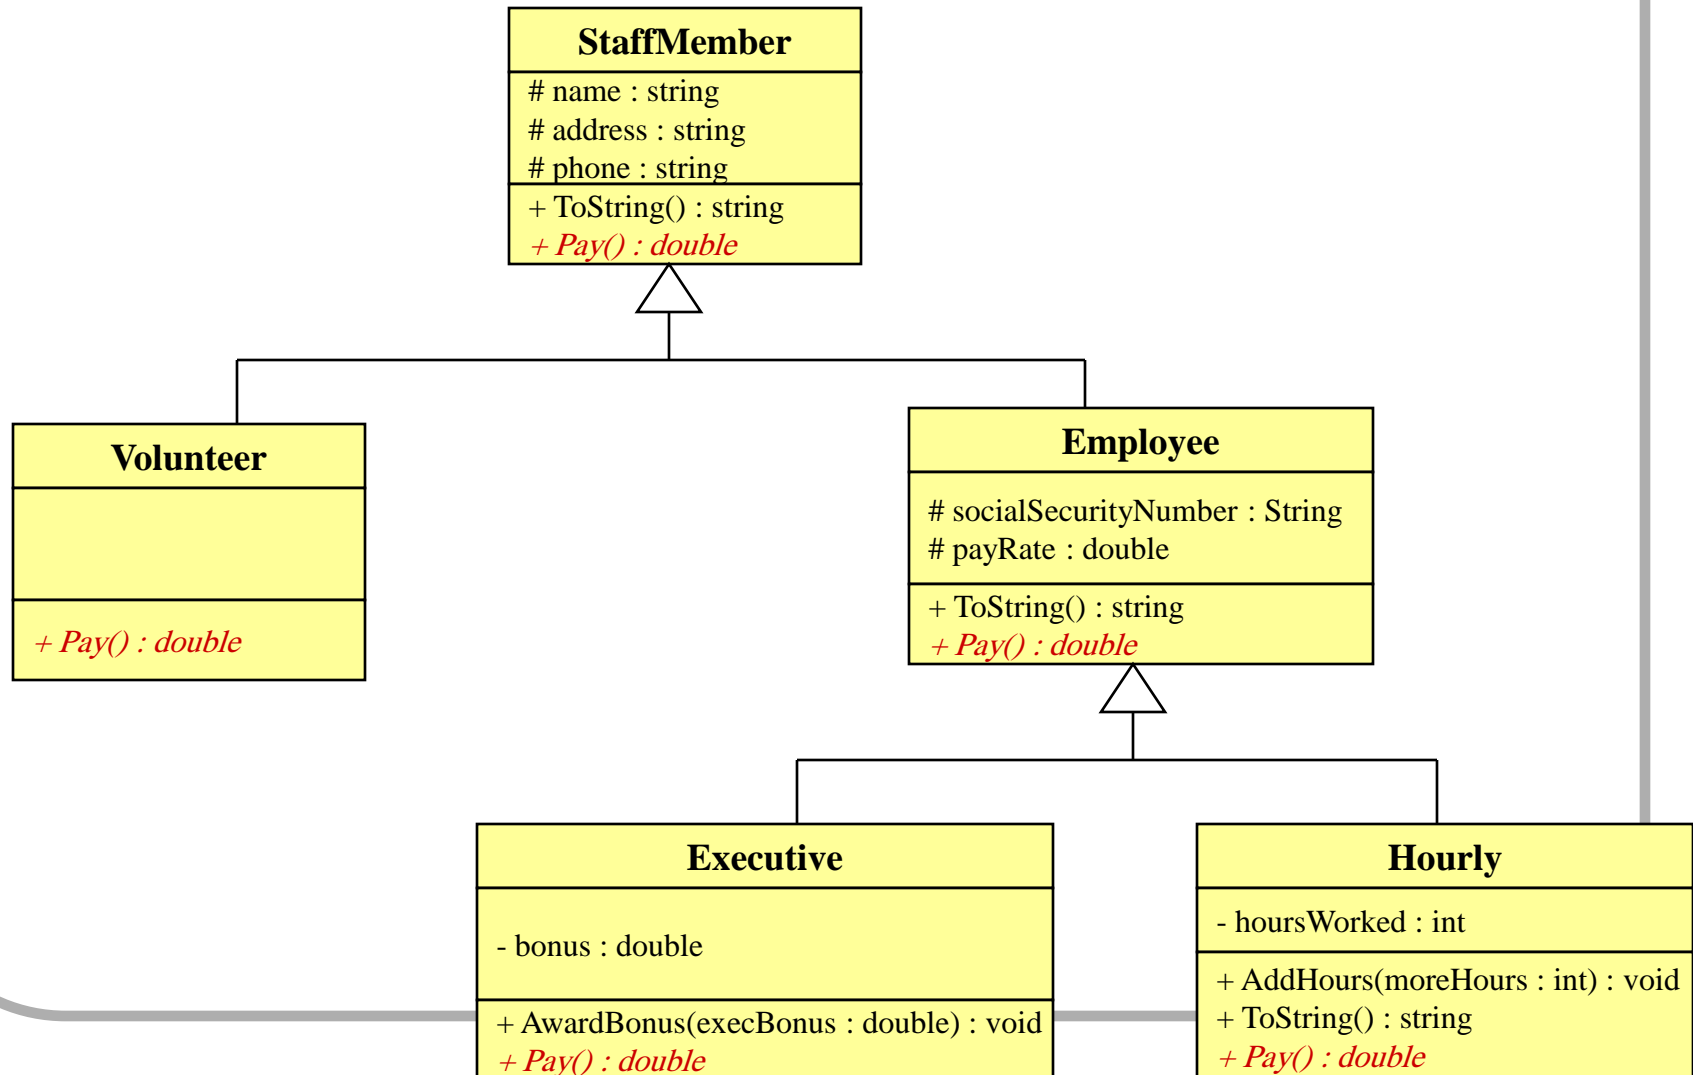 StaffMember
# name : string
# address : string
# phone : string
+ ToString() : string
+ Pay() : double
Volunteer
+ Pay() : double
Employee
# socialSecurityNumber : String
# payRate : double
+ ToString() : string
+ Pay() : double
Executive
- bonus : double
+ AwardBonus(execBonus : double) : void
+ Pay() : double
Hourly
- hoursWorked : int
+ AddHours(moreHours : int) : void
+ ToString() : string
+ Pay() : double